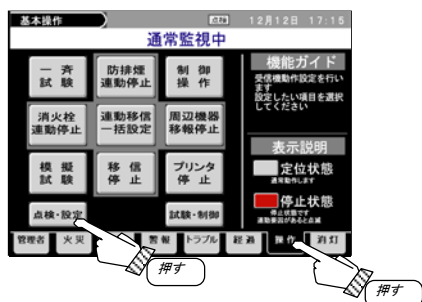 基本操作
点検
12月12日 17:15
通常監視中
一斉
試験
防排煙
連動停止
制御
操作
消火栓
連動停止
連動移信
一括設定
周辺機器
移報停止
模擬
試験
移信
停止
プリンタ
停止
点検・設定
試験・制御
機能ガイド
受信機動作設定を行い
ます
設定したい項目を選択
してください
表示説明
定位状態
通常動作します
停止状態
停止状態です
連動要因があると点滅
管理者 火災 警報 トラブル 経過 操作 消灯
押す
押す